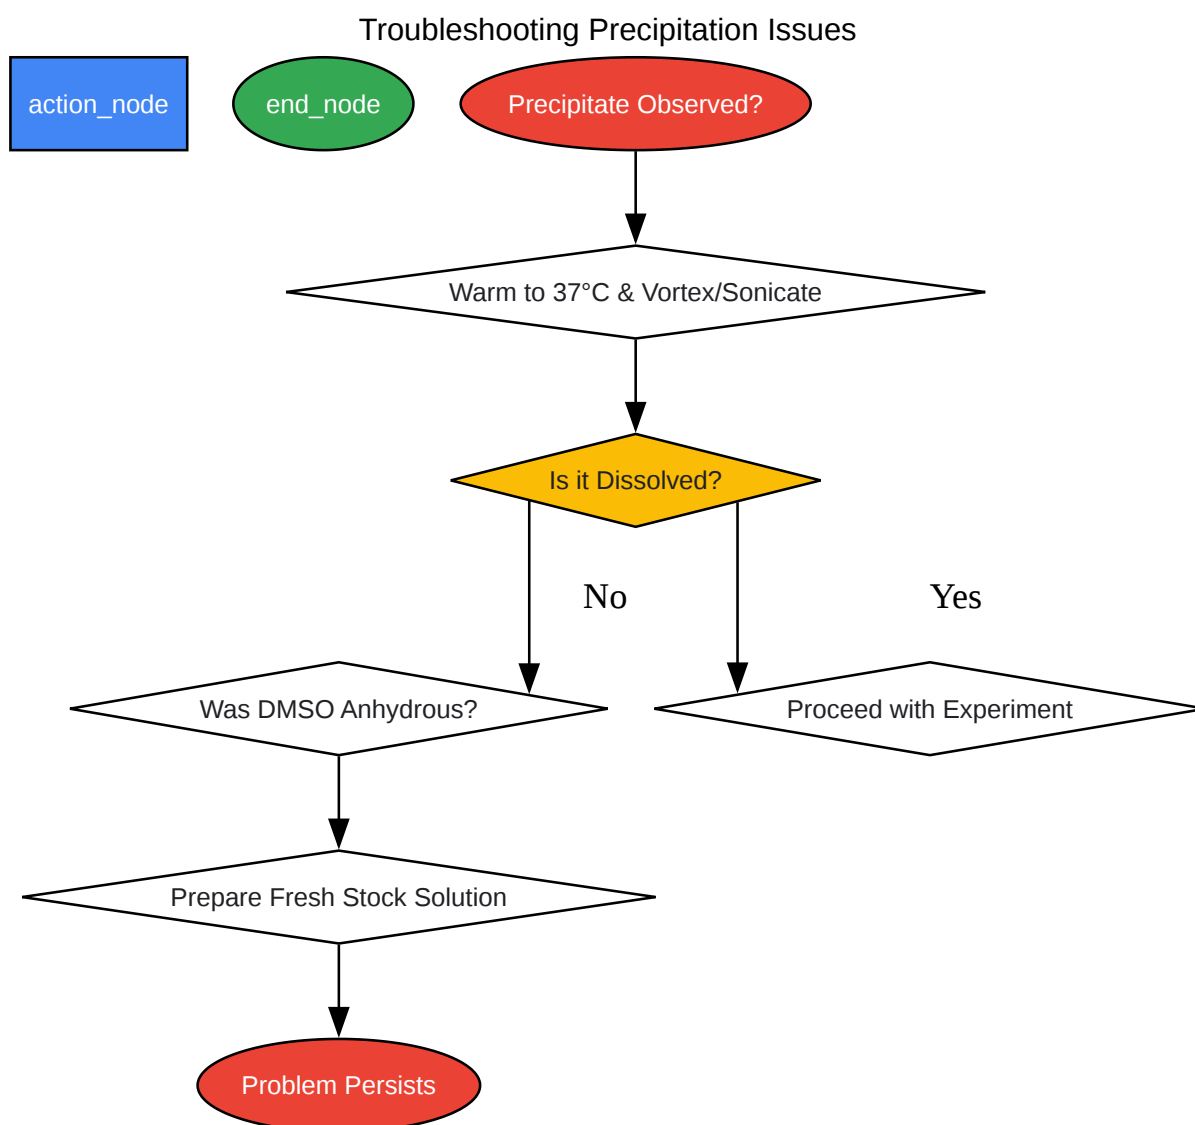 Troubleshooting Precipitation Issues
action_node
end_node
Precipitate Observed?
Warm to 37°C & Vortex/Sonicate
Is it Dissolved?
No
Yes
Was DMSO Anhydrous?
Proceed with Experiment
Prepare Fresh Stock Solution
Problem Persists